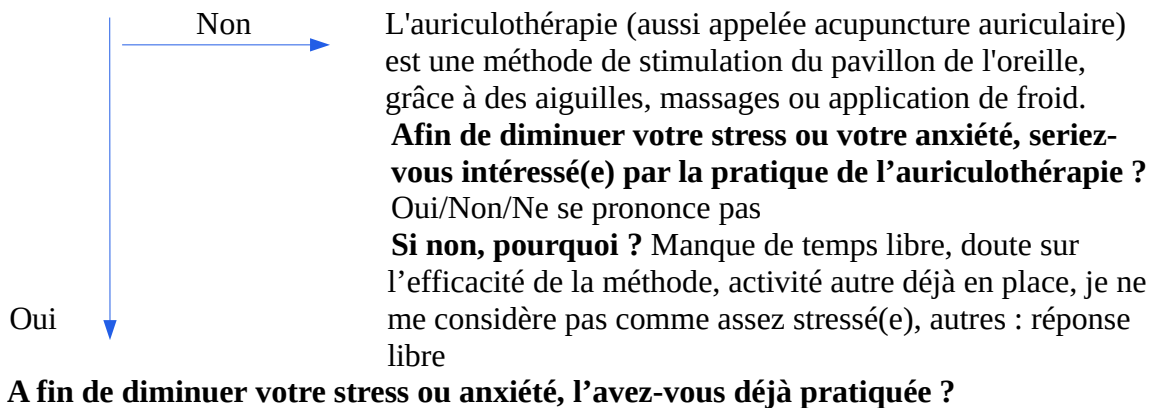 Non
L'auriculothérapie (aussi appelée acupuncture auriculaire)
est une méthode de stimulation du pavillon de l'oreille,
grâce à des aiguilles, massages ou application de froid.
Afin de diminuer votre stress ou votre anxiété, seriez-
vous intéressé(e) par la pratique de l’auriculothérapie ?
Oui/Non/Ne se prononce pas
Si non, pourquoi ? Manque de temps libre, doute sur
l’efficacité de la méthode, activité autre déjà en place, je ne
me considère pas comme assez stressé(e), autres : réponse
libre
Oui
A fin de diminuer votre stress ou anxiété, l’avez-vous déjà pratiquée ?